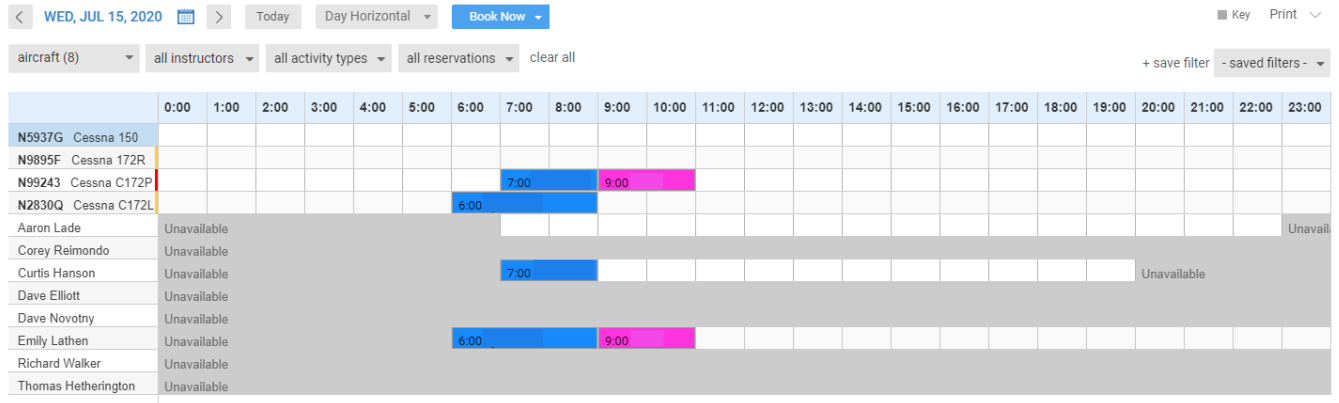 WED, JUL 15, 2020 Today Day Horizontal Book Now Key Print
aircraft (8) all instructors all activity types all reservations clear all + save filter - saved filters -
0:00 1:00 2:00 3:00 4:00 5:00 6:00 7:00 8:00 9:00 10:00 11:00 12:00 13:00 14:00 15:00 16:00 17:00 18:00 19:00 20:00 21:00 22:00 23:00
N5937G Cessna 150
N9895F Cessna 172R
N99243 Cessna C172P 7:00 9:00
N2830Q Cessna C172L 6:00
Aaron Lade Unavailable Unavail
Corey Reimondo Unavailable
Curtis Hanson Unavailable 7:00 Unavailable
Dave Elliott Unavailable
Dave Novotny Unavailable
Emily Lathen Unavailable 6:00 9:00
Richard Walker Unavailable
Thomas Hetherington Unavailable